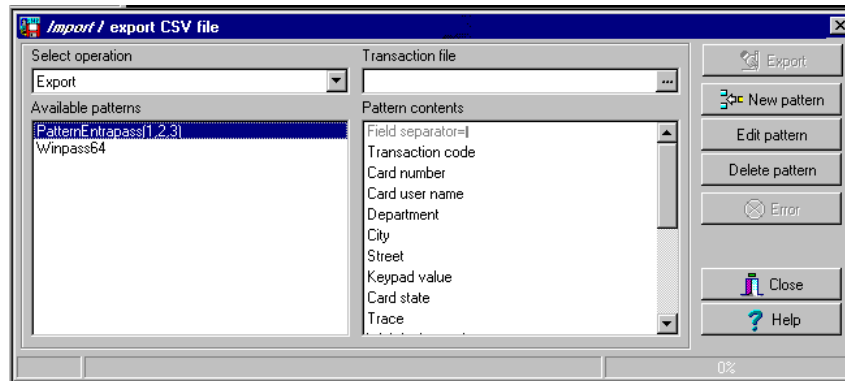 Import / export CSV file
Select operation
Transaction file
Export
Export
...
New pattern
Available patterns
Pattern contents
PatternEntrapass(1,2,3)
Winpass64
Field separator=|
Transaction code
Card number
Card user name
Department
City
Street
Keypad value
Card state
Trace
Edit pattern
Delete pattern
Error
Close
Help
0%